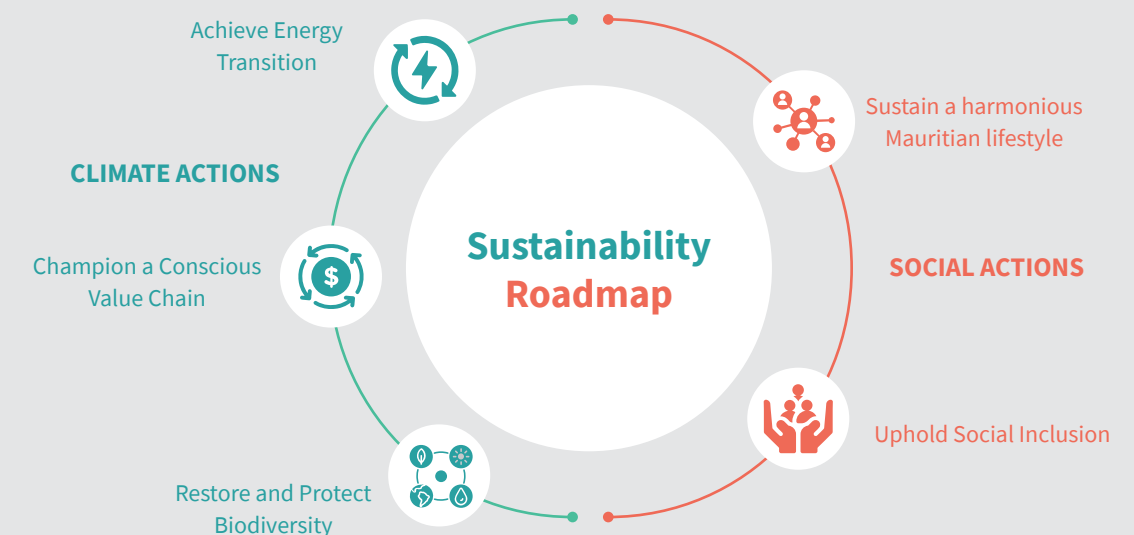 Achieve Energy
Transition
CLIMATE ACTIONS
Champion a Conscious
Value Chain
Restore and Protect
Biodiversity
Sustainability
Roadmap
Sustain a harmonious
Mauritian lifestyle
SOCIAL ACTIONS
Uphold Social Inclusion
$